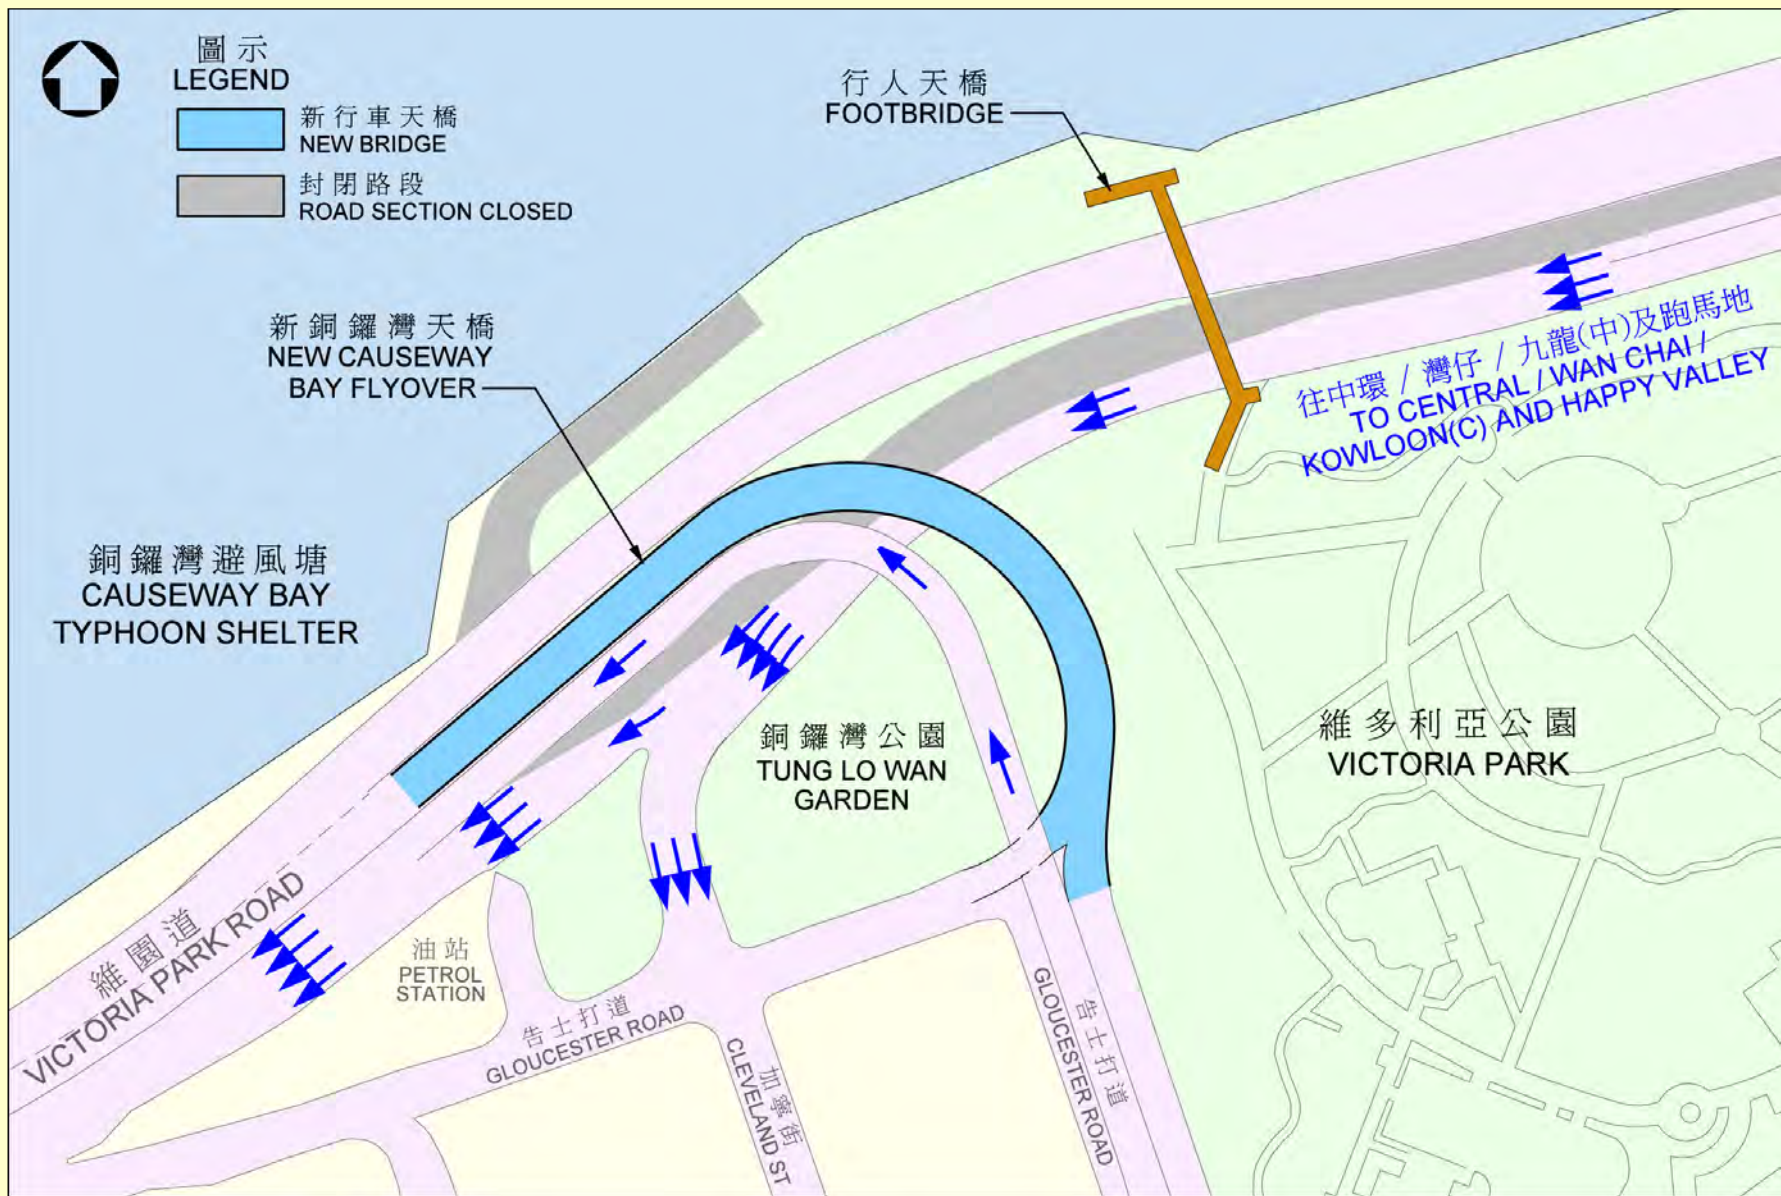 圖示
LEGEND
新行車天橋
NEW BRIDGE
封閉路段
ROAD SECTION CLOSED
行人天橋
FOOTBRIDGE
新銅鑼灣天橋
NEW CAUSEWAY
BAY FLYOVER
往中環 / 灣仔 / 九龍(中)及跑馬地
TO CENTRAL / WAN CHAI /
KOWLOON(C) AND HAPPY VALLEY
銅鑼灣避風塘
CAUSEWAY BAY
TYPHOON SHELTER
銅鑼灣公園
TUNG LO WAN
GARDEN
維多利亞公園
VICTORIA PARK
維園道
VICTORIA PARK ROAD
油站
PETROL
STATION
告士打道
GLOUCESTER ROAD
加寧街
CLEVELAND ST
告士打道
GLOUCESTER ROAD